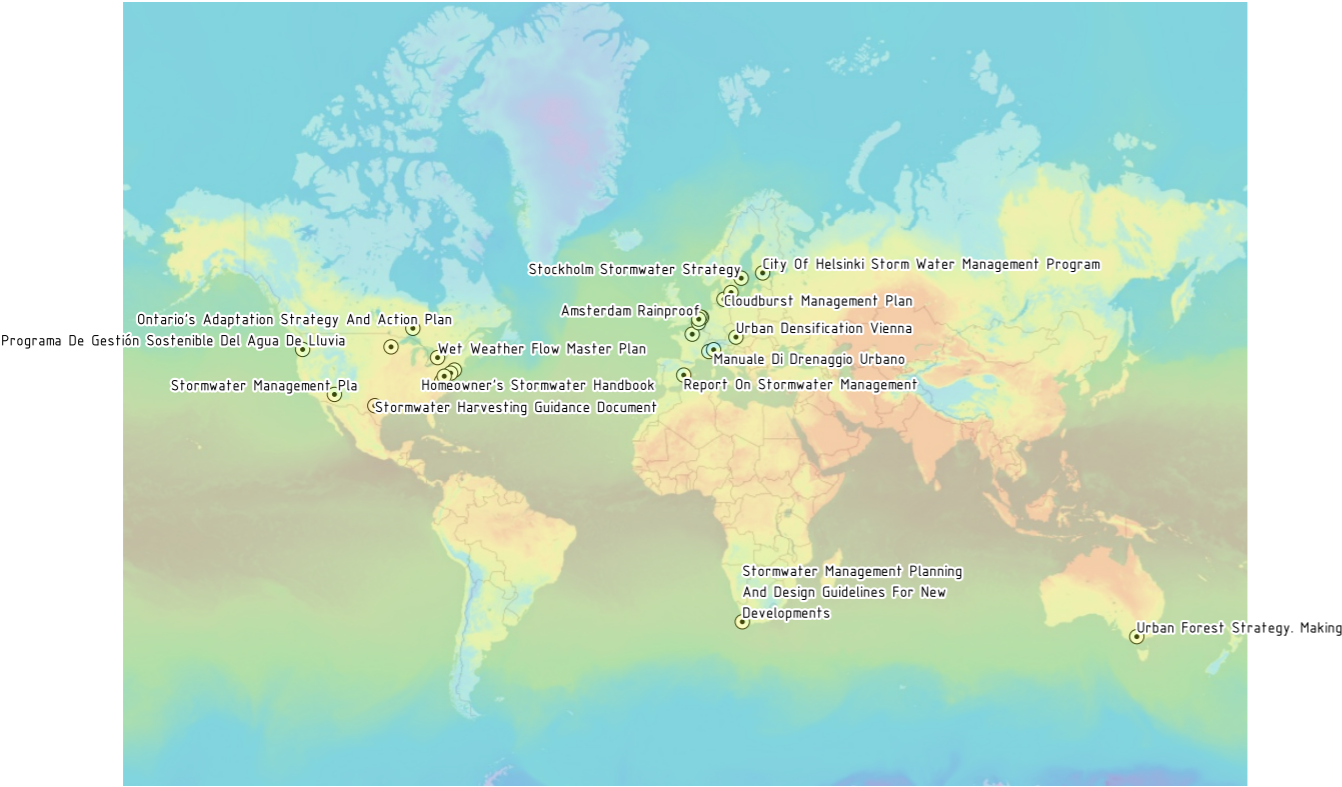 City Of Helsinki Storm Water Management Program
Stockholm Stormwater Strategy
Cloudburst Management Plan
Amsterdam Rainproof
Ontario's Adaptation Strategy And Action Plan
Urban Densification Vienna
Programa De Gestión Sostenible Del Agua De Lluvia
Wet Weather Flow Master Plan
Manuale Di Drenaggio Urbano
Stormwater Management Pla
Homeowner's Stormwater Handbook
Report On Stormwater Management
Stormwater Harvesting Guidance Document
Stormwater Management Planning
And Design Guidelines For New
Developments
Urban Forest Strategy. Making